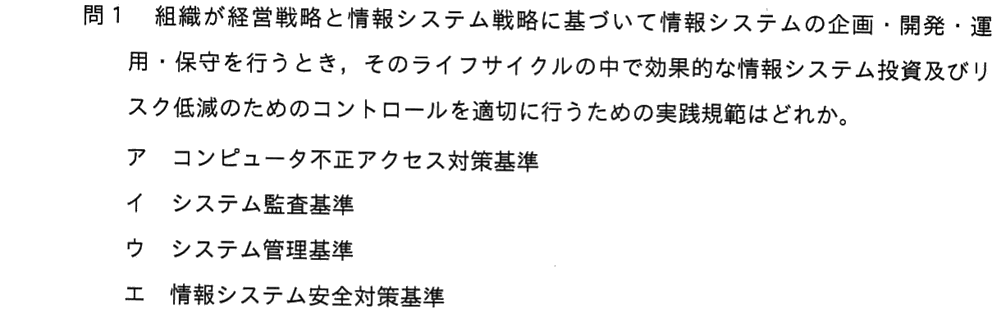 問1 組織が経営戦略と情報システム戦略に基づいて情報システムの企画・開発・運
用・保守を行うとき，そのライフサイクルの中で効果的な情報システム投資及びリ
スク低減のためのコントロールを適切に行うための実践規範はどれか。
ア コンピュータ不正アクセス対策基準
イ システム監査基準
ウ システム管理基準
エ 情報システム安全対策基準